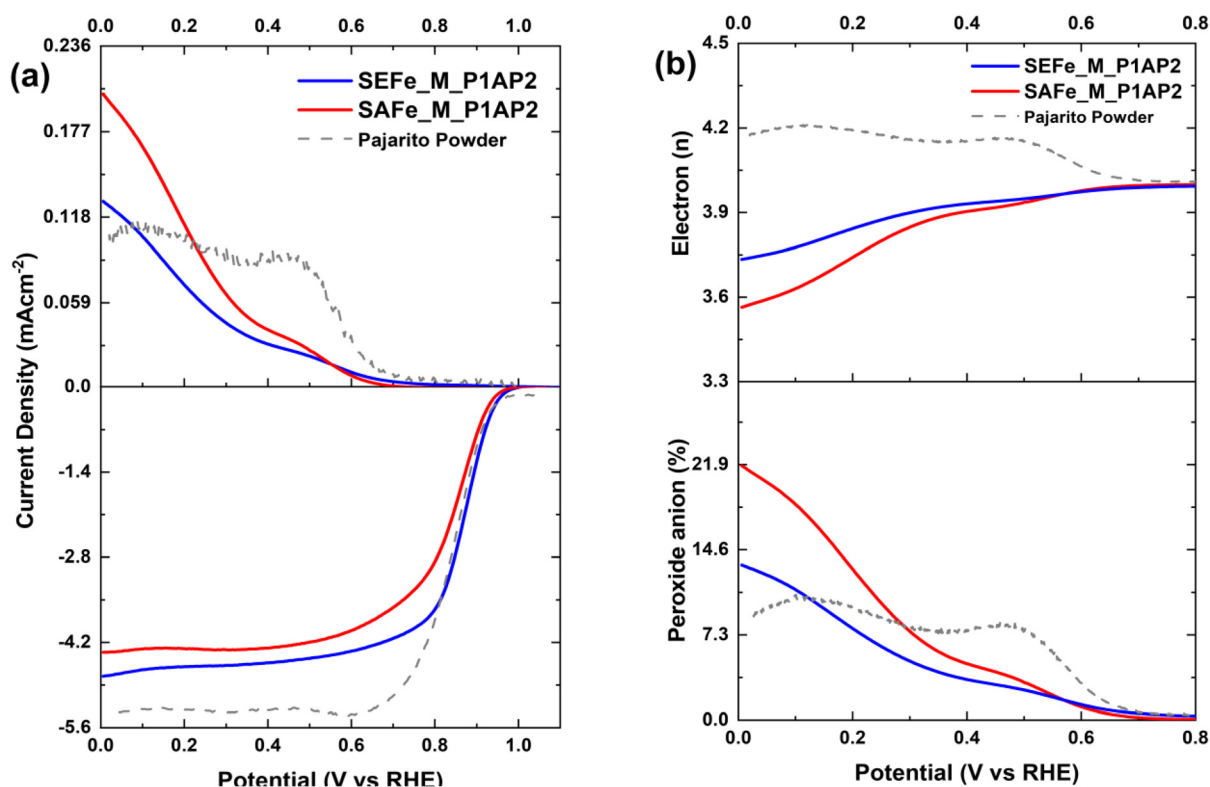 (a)
0.0 0.2 0.4 0.6 0.8 1.0
0.236
0.177
0.118
0.059
0.0
-1.4
-2.8
-4.2
-5.6
Current Density (mAcm-2)
SEFe_M_P1AP2
SAFe_M_P1AP2
Pajarito Powder
0.0 0.2 0.4 0.6 0.8 1.0
Potential (V vs RHE)
(b)
0.0 0.2 0.4 0.6 0.8
4.5
4.2
3.9
3.6
3.3
Electron (n)
SEFe_M_P1AP2
SAFe_M_P1AP2
Pajarito Powder
21.9
14.6
7.3
0.0
Peroxide anion (%)
0.0 0.2 0.4 0.6 0.8
Potential (V vs RHE)